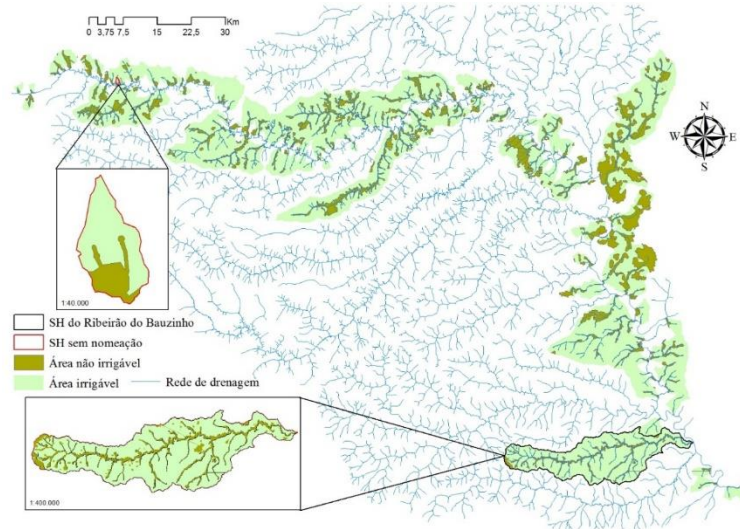 Km
0 3,75 7,5 15 22,5 30
N
W E
S
1:40.000
SH do Ribeirão do Bauzinho
SH sem nomeação
Área não irrigável
Área irrigável Rede de drenagem
1:400.000